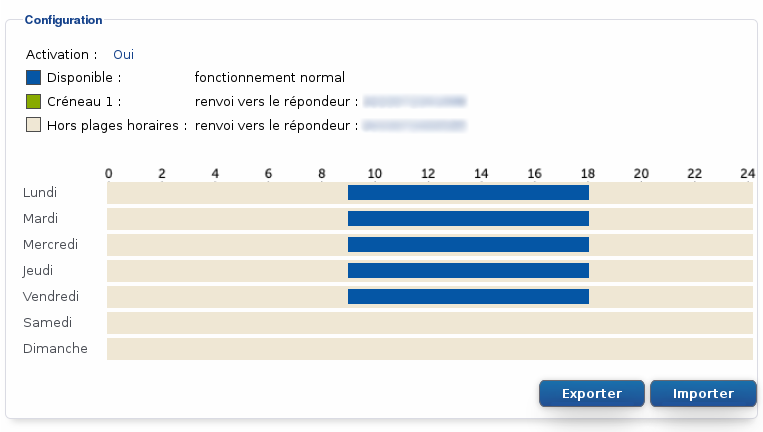 Configuration
Activation : Oui
Disponible : fonctionnement normal
Créneau 1 : renvoi vers le répondeur :
Hors plages horaires : renvoi vers le répondeur :
0 2 4 6 8 10 12 14 16 18 20 22 24
Lundi
Mardi
Mercredi
Jeudi
Vendredi
Samedi
Dimanche
Exporter Importer